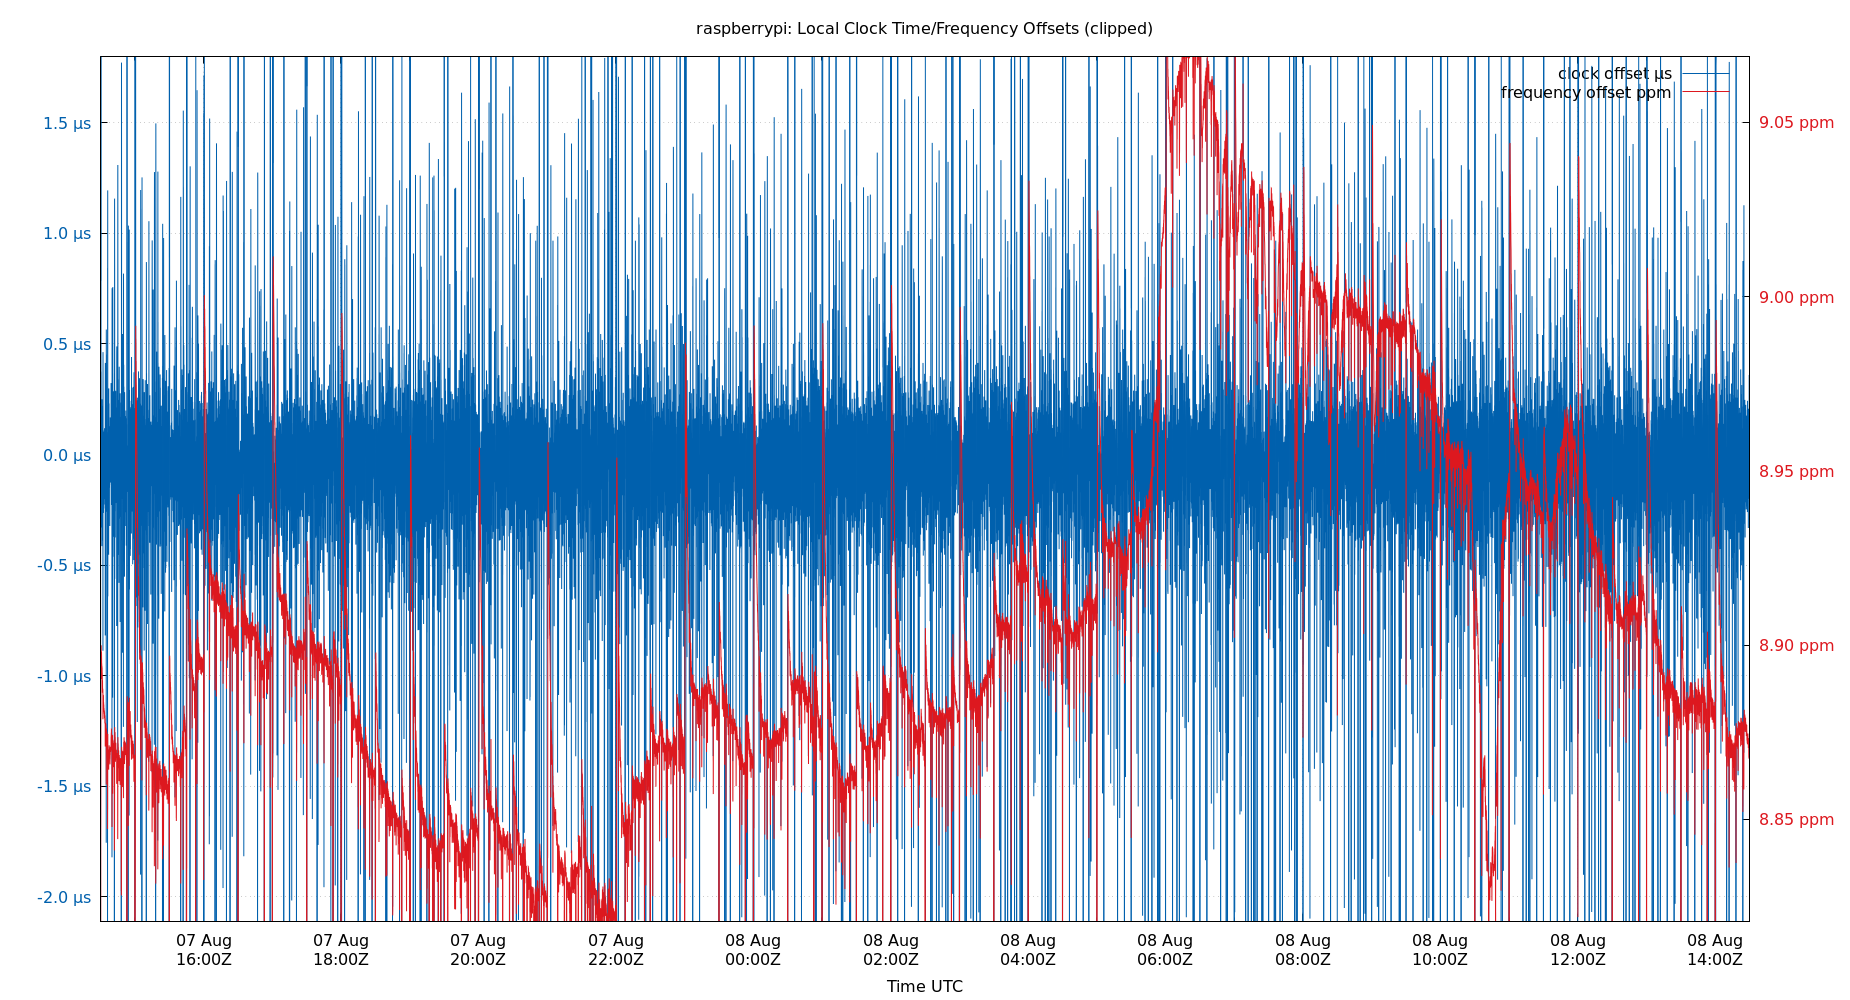 raspberrypi: Local Clock Time/Frequency Offsets (clipped)
clock offset µs
frequency offset ppm
1.5 µs
1.0 µs
0.5 µs
0.0 µs
-0.5 µs
-1.0 µs
-1.5 µs
-2.0 µs
9.05 ppm
9.00 ppm
8.95 ppm
8.90 ppm
8.85 ppm
07 Aug 07 Aug 07 Aug 07 Aug 08 Aug 08 Aug 08 Aug 08 Aug 08 Aug 08 Aug 08 Aug 08 Aug
16:00Z 18:00Z 20:00Z 22:00Z 00:00Z 02:00Z 04:00Z 06:00Z 08:00Z 10:00Z 12:00Z 14:00Z
Time UTC